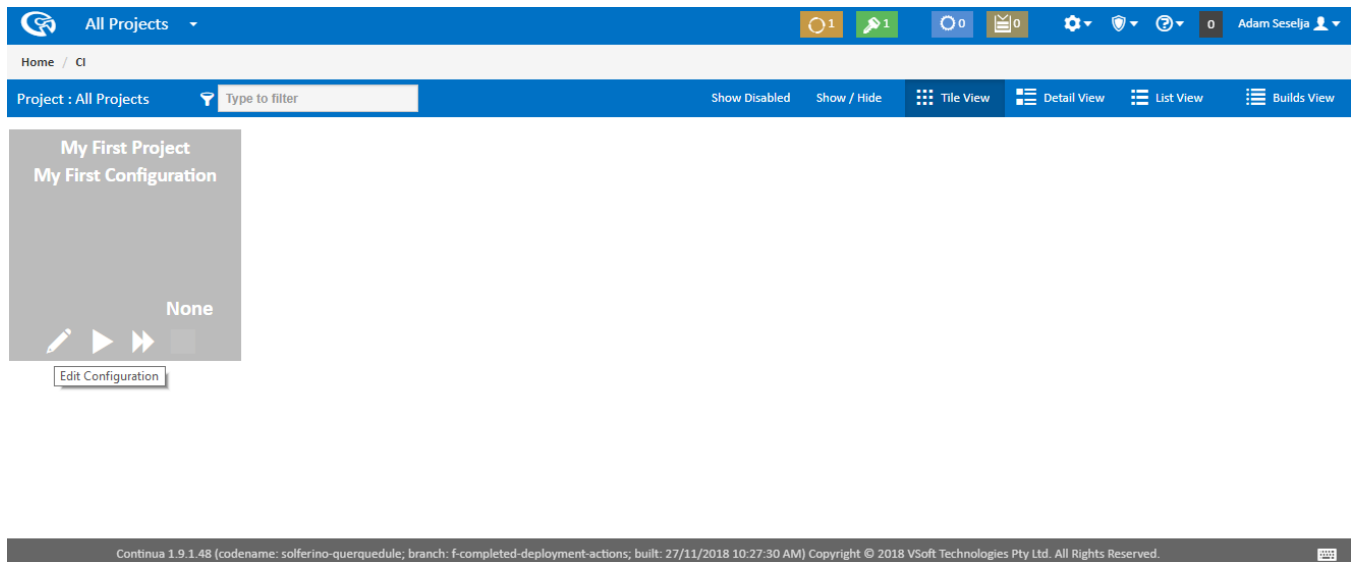 All Projects
1 1 0 0 0 Adam Seselja
Home / CI
Project : All Projects Type to filter Show Disabled Show / Hide Tile View Detail View List View Builds View
My First Project
My First Configuration
None
Edit Configuration
Continua 1.9.1.48 (codename: solferino-querquedule; branch: f-completed-deployment-actions; built: 27/11/2018 10:27:30 AM) Copyright © 2018 VSoft Technologies Pty Ltd. All Rights Reserved.